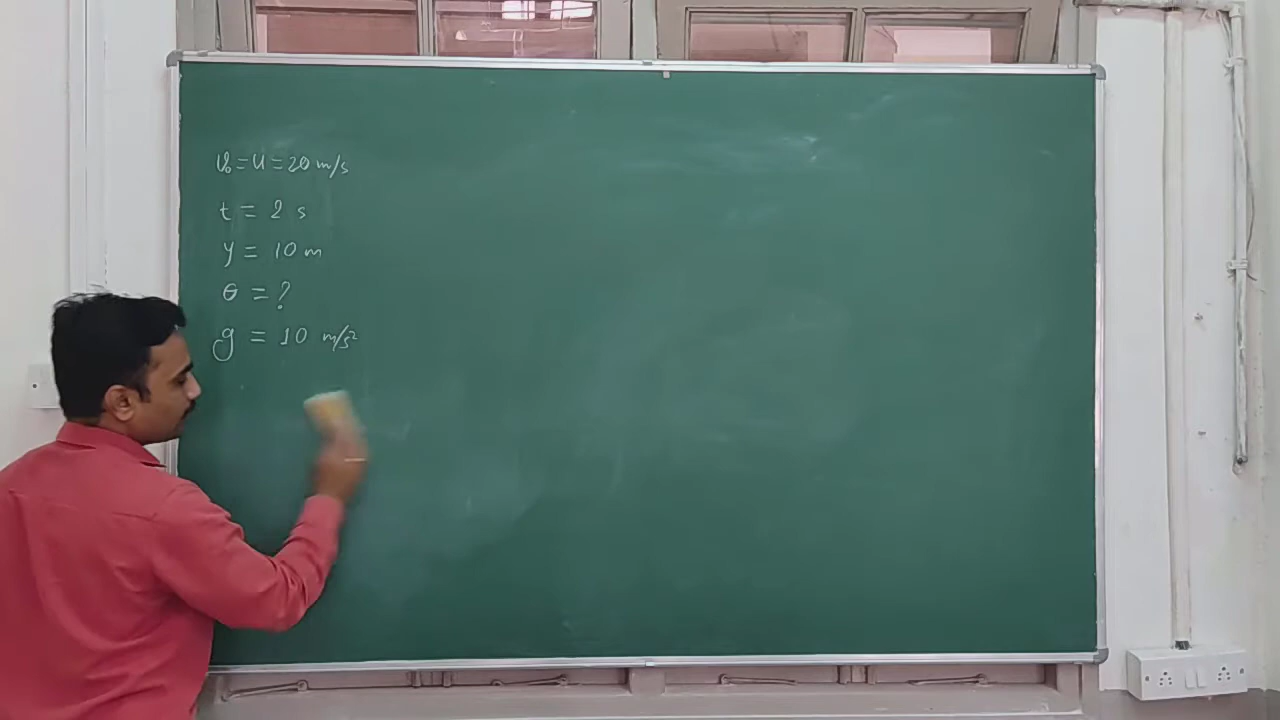 v₀ = u = 20 m/s
t = 2 s
y = 10 m
θ = ?
g = 10 m/s²